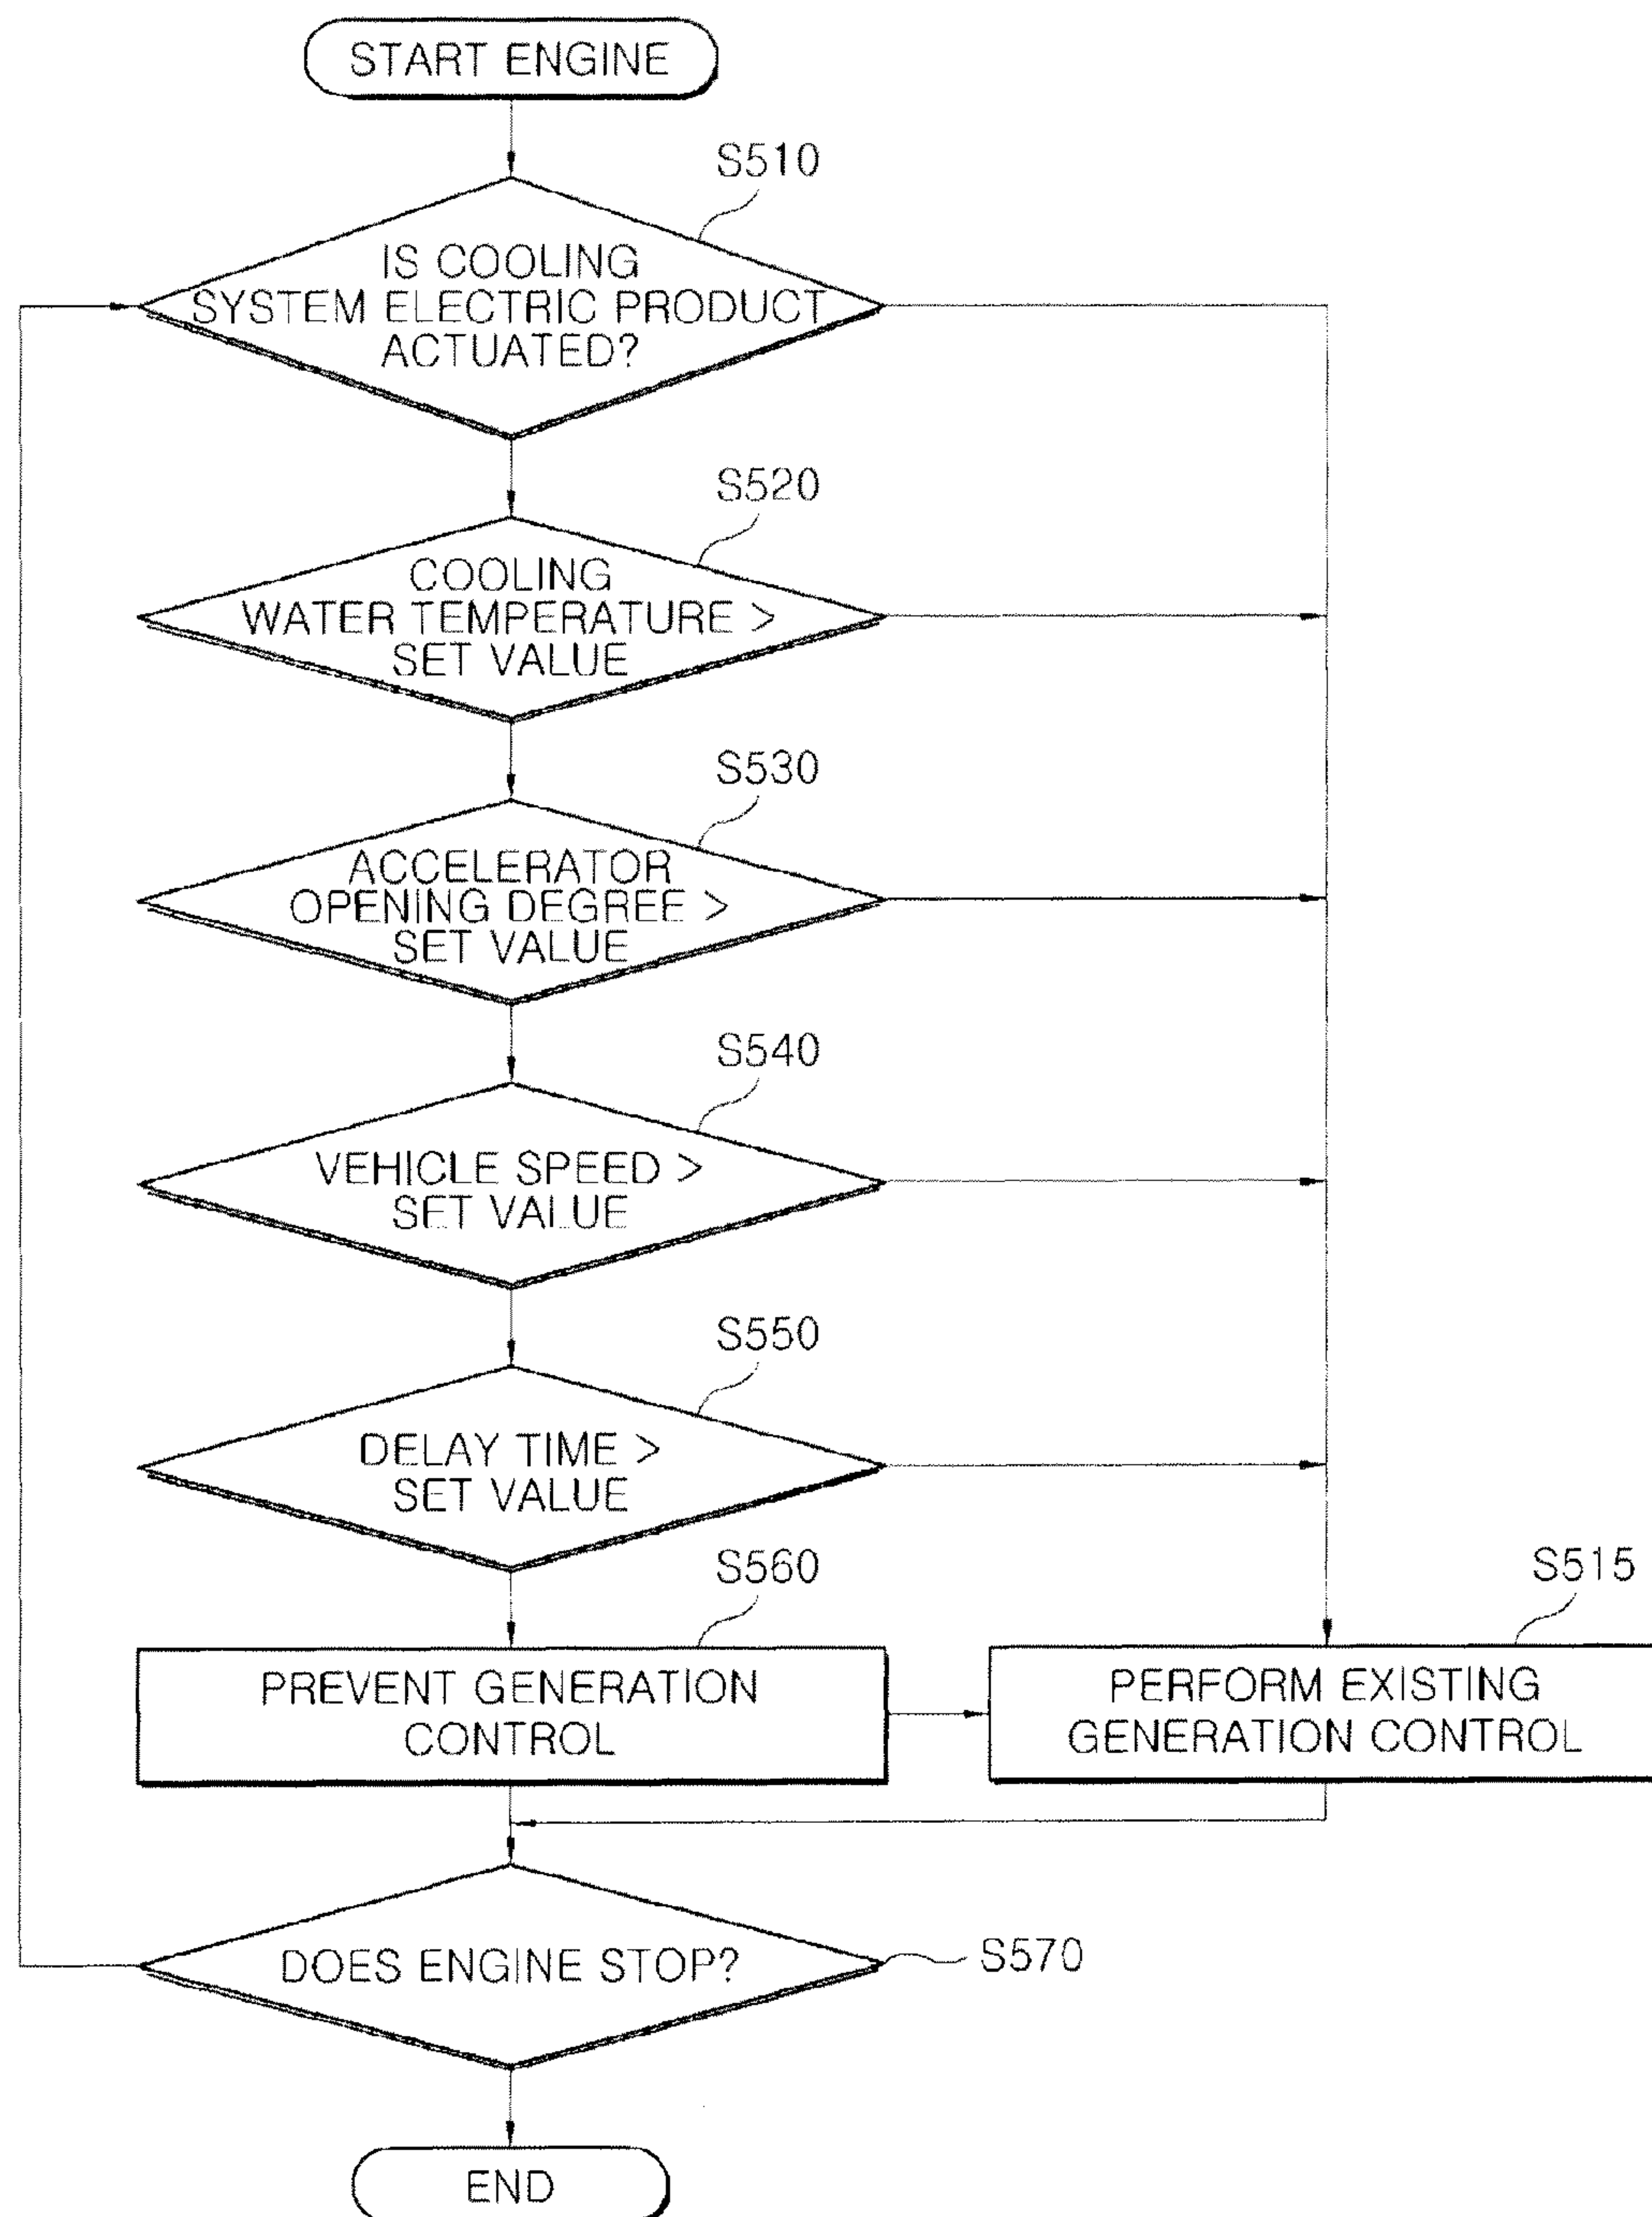 START ENGINE
S510
IS COOLING
SYSTEM ELECTRIC PRODUCT
ACTUATED?
S520
COOLING
WATER TEMPERATURE >
SET VALUE
S530
ACCELERATOR
OPENING DEGREE >
SET VALUE
S540
VEHICLE SPEED >
SET VALUE
S550
DELAY TIME >
SET VALUE
S560
PREVENT GENERATION
CONTROL
S515
PERFORM EXISTING
GENERATION CONTROL
DOES ENGINE STOP?
S570
END